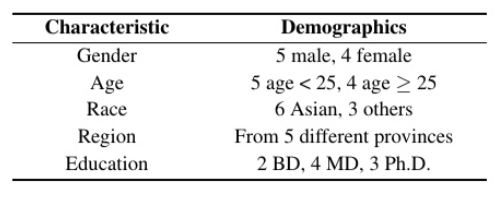 Characteristic Demographics
Gender 5 male, 4 female
Age 5 age < 25, 4 age ≥ 25
Race 6 Asian, 3 others
Region From 5 different provinces
Education 2 BD, 4 MD, 3 Ph.D.